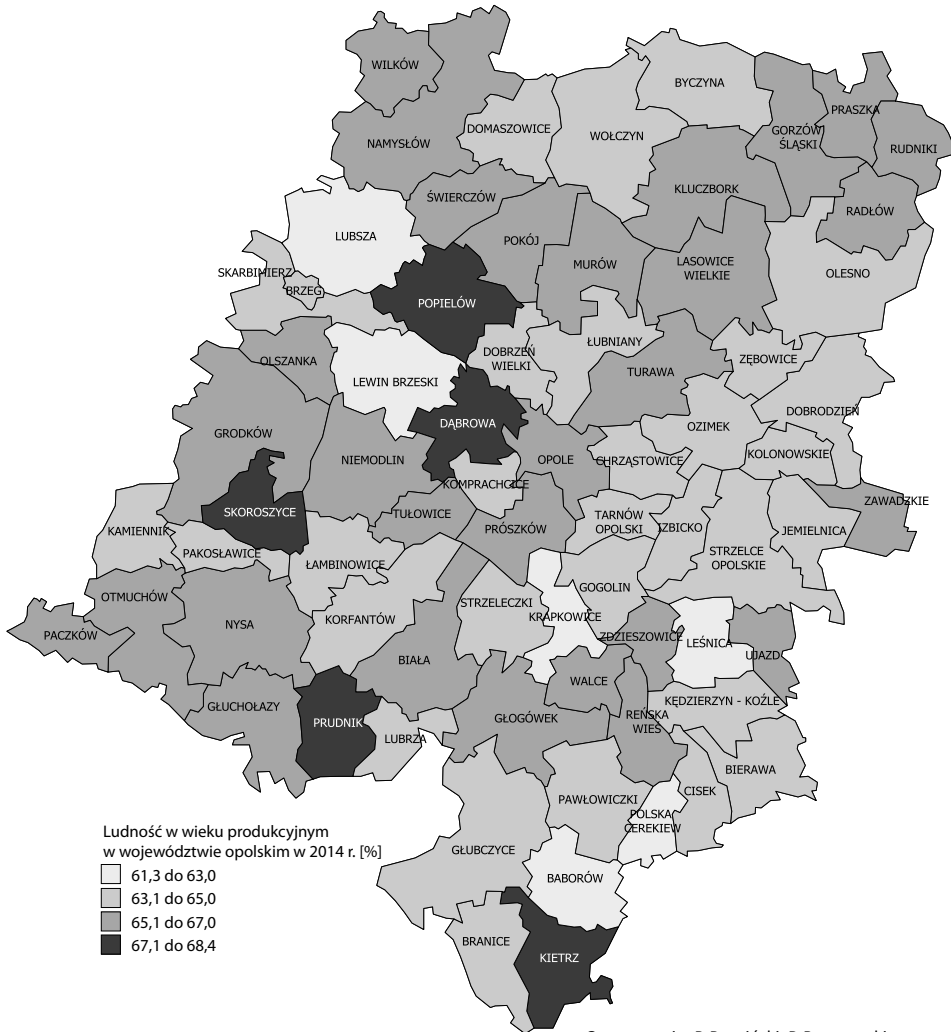 WILKÓW
BYCZYNA
PRASZKA
DOMASZOWICE
WOŁCZYN
GORZÓW
ŚLĄSKI
RUDNIKI
NAMYSŁÓW
KLUCZBORK
ŚWIERCZÓW
RADŁÓW
LUBSZA
POKÓJ
MURÓW
LASOWICE
WIELKIE
OLESNO
SKARBIMIERZ
BRZEG
POPIELÓW
ŁUBNIANY
DOBRZEŃ
WIELKI
ZĘBOWICE
OLSZANKA
TURAWA
LEWIN BRZESKI
DOBRODZIEŃ
DĄBROWA
OZIMEK
GRODKÓW
NIEMODLIN
OPOLE
CHRZĄSTOWICE
KOLONOWSKIE
KOMPRACHCICE
ZAWADZKIE
SKOROSZYCE
TUŁOWICE
PRÓSZKÓW
TARNÓW
OPOLSKI
IZBICKO
JEMIELNICA
KAMIENNIK
PAKOSŁAWICE
ŁAMBINOWICE
STRZELCE
OPOLSKIE
GOGOLIN
OTMUCHÓW
STRZELECZKI
KRAPKOWICE
NYSA
KORFANTÓW
PACZKÓW
ZDZIESZOWICE
LEŚNICA
UJAZD
BIAŁA
WALCE
GŁUCHOŁAZY
PRUDNIK
GŁOGÓWEK
REŃSKA
WIEŚ
KĘDZIERZYN - KOŹLE
LUBRZA
BIERAWA
PAWŁOWICZKI
CISEK
POLSKA
CEREKIEW
GŁUBCZYCE
BABORÓW
BRANICE
KIETRZ
Ludność w wieku produkcyjnym
w województwie opolskim w 2014 r. [%]
61,3 do 63,0
63,1 do 65,0
65,1 do 67,0
67,1 do 68,4